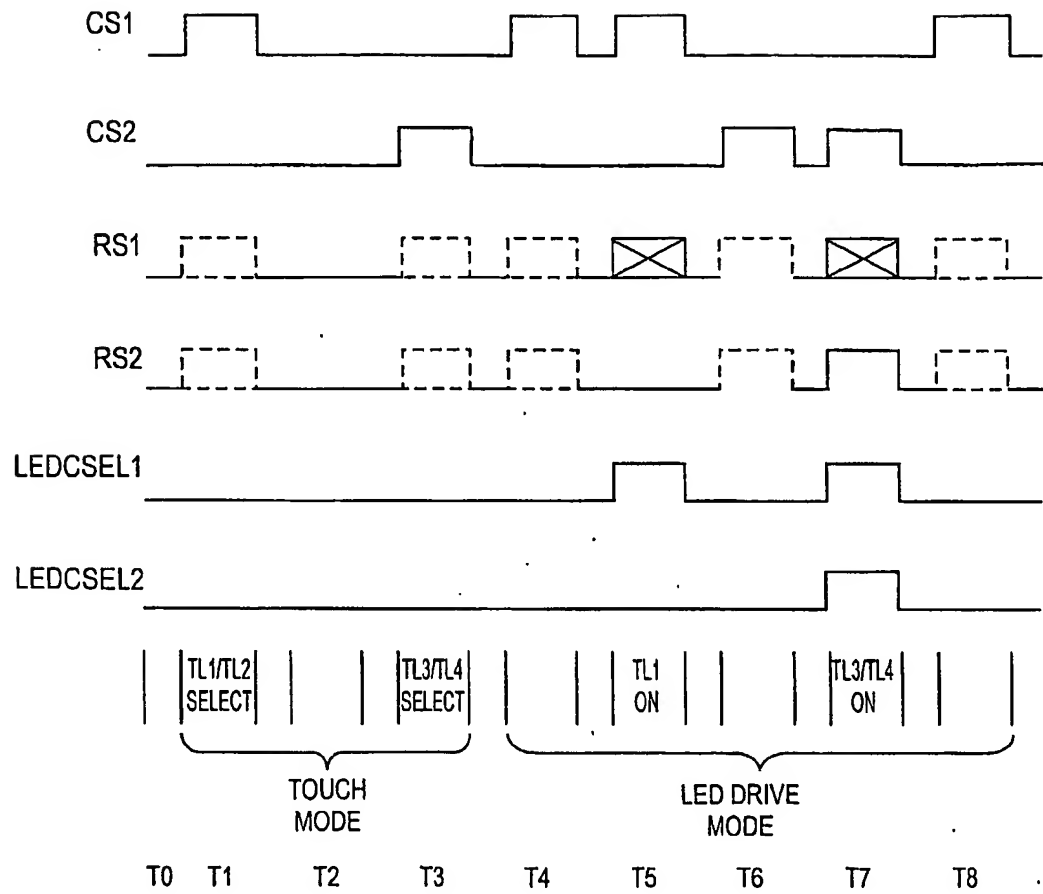 CS1
CS2
RS1
RS2
LEDCSEL1
LEDCSEL2
TL1/TL2
SELECT
TL3/TL4
SELECT
TL1
ON
TL3/TL4
ON
TOUCH
MODE
LED DRIVE
MODE
T0 T1 T2 T3 T4 T5 T6 T7 T8